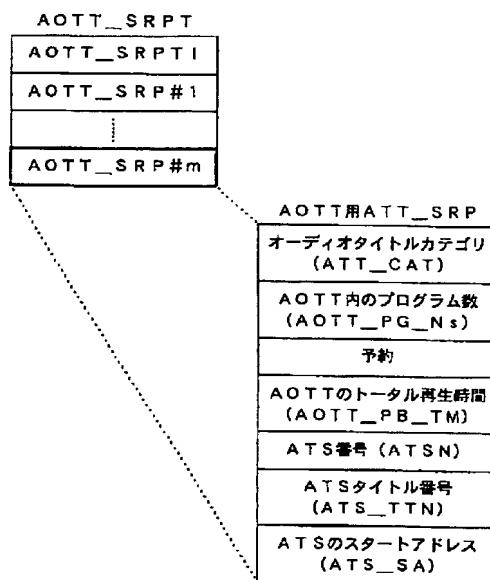 AOTT_SRPT
AOTT_SRPTI
AOTT_SRP#1
AOTT_SRP#m
AOTT用ATT_SRP
オーディオタイトルカテゴリ
(ATT_CAT)
AOTT内のプログラム数
(AOTT_PG_Ns)
予約
AOTTのトータル再生時間
(AOTT_PB_TM)
ATS番号(ATSN)
ATSタイトル番号
(ATS_TTN)
ATSのスタートアドレス
(ATS_SA)